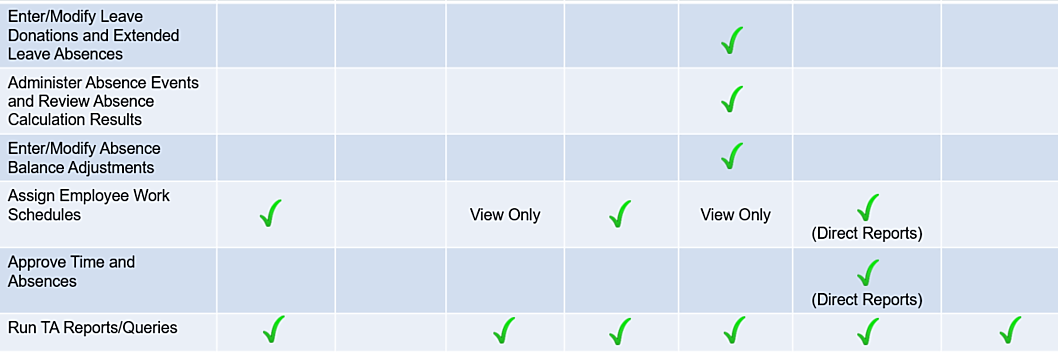 Enter/Modify Leave
Donations and Extended
Leave Absences
Administer Absence Events
and Review Absence
Calculation Results
Enter/Modify Absence
Balance Adjustments
Assign Employee Work
Schedules
View Only
View Only
(Direct Reports)
Approve Time and
Absences
(Direct Reports)
Run TA Reports/Queries